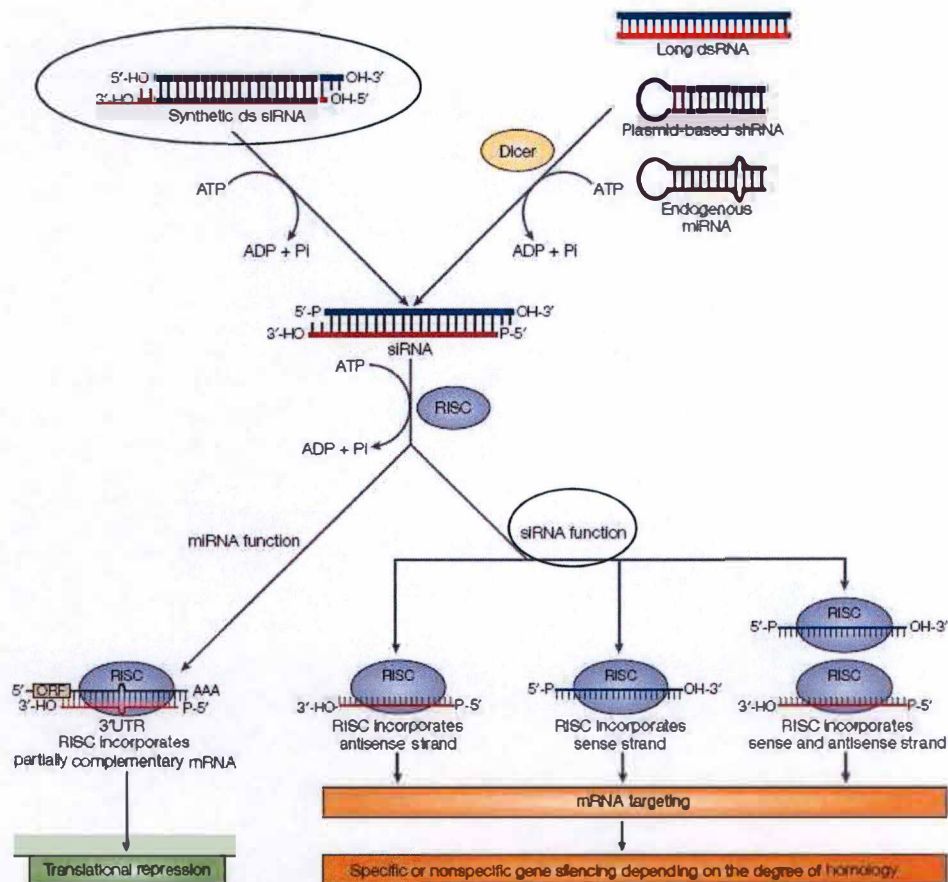 5′-HO OH-3′
3′-HO OH-5′
Synthetic ds siRNA
Long dsRNA
Plasmid-based shRNA
Endogenous
miRNA
Dicer
ATP
ADP + Pi
ATP
ADP + Pi
5′-P OH-3′
3′-HO P-5′
siRNA
ATP
RISC
ADP + Pi
miRNA function
siRNA function
RISC
5′-P OH-3′
RISC
5′ ORF AAA
3′-HO P-5′
3′UTR
RISC incorporates
partially complementary mRNA
RISC
3′-HO P-5′
RISC incorporates
antisense strand
RISC
5′-P OH-3′
RISC incorporates
sense strand
RISC
3′-HO P-5′
RISC incorporates
sense and antisense strand
mRNA targeting
Translational repression
Specific or nonspecific gene silencing depending on the degree of homology